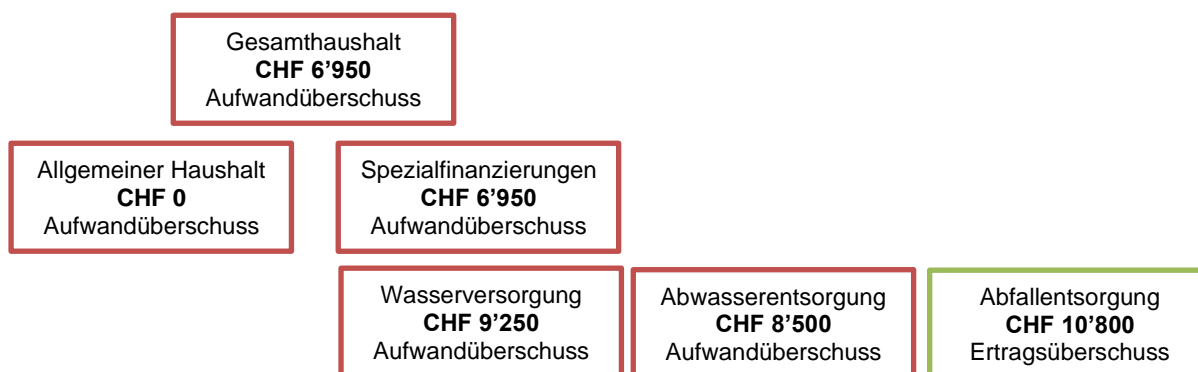 Gesamthaushalt
CHF 6’950
Aufwandüberschuss
Allgemeiner Haushalt
CHF 0
Aufwandüberschuss
Spezialfinanzierungen
CHF 6’950
Aufwandüberschuss
Wasserversorgung
CHF 9’250
Aufwandüberschuss
Abwasserentsorgung
CHF 8’500
Aufwandüberschuss
Abfallentsorgung
CHF 10’800
Ertragsüberschuss